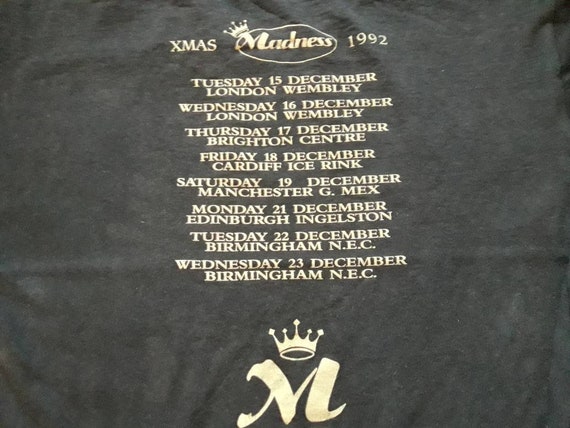 XMAS Madness 1992
TUESDAY 15 DECEMBER
LONDON WEMBLEY
WEDNESDAY 16 DECEMBER
LONDON WEMBLEY
THURSDAY 17 DECEMBER
BRIGHTON CENTRE
FRIDAY 18 DECEMBER
CARDIFF ICE RINK
SATURDAY 19 DECEMBER
MANCHESTER G. MEX
MONDAY 21 DECEMBER
EDINBURGH INGELSTON
TUESDAY 22 DECEMBER
BIRMINGHAM N.E.C.
WEDNESDAY 23 DECEMBER
BIRMINGHAM N.E.C.
M